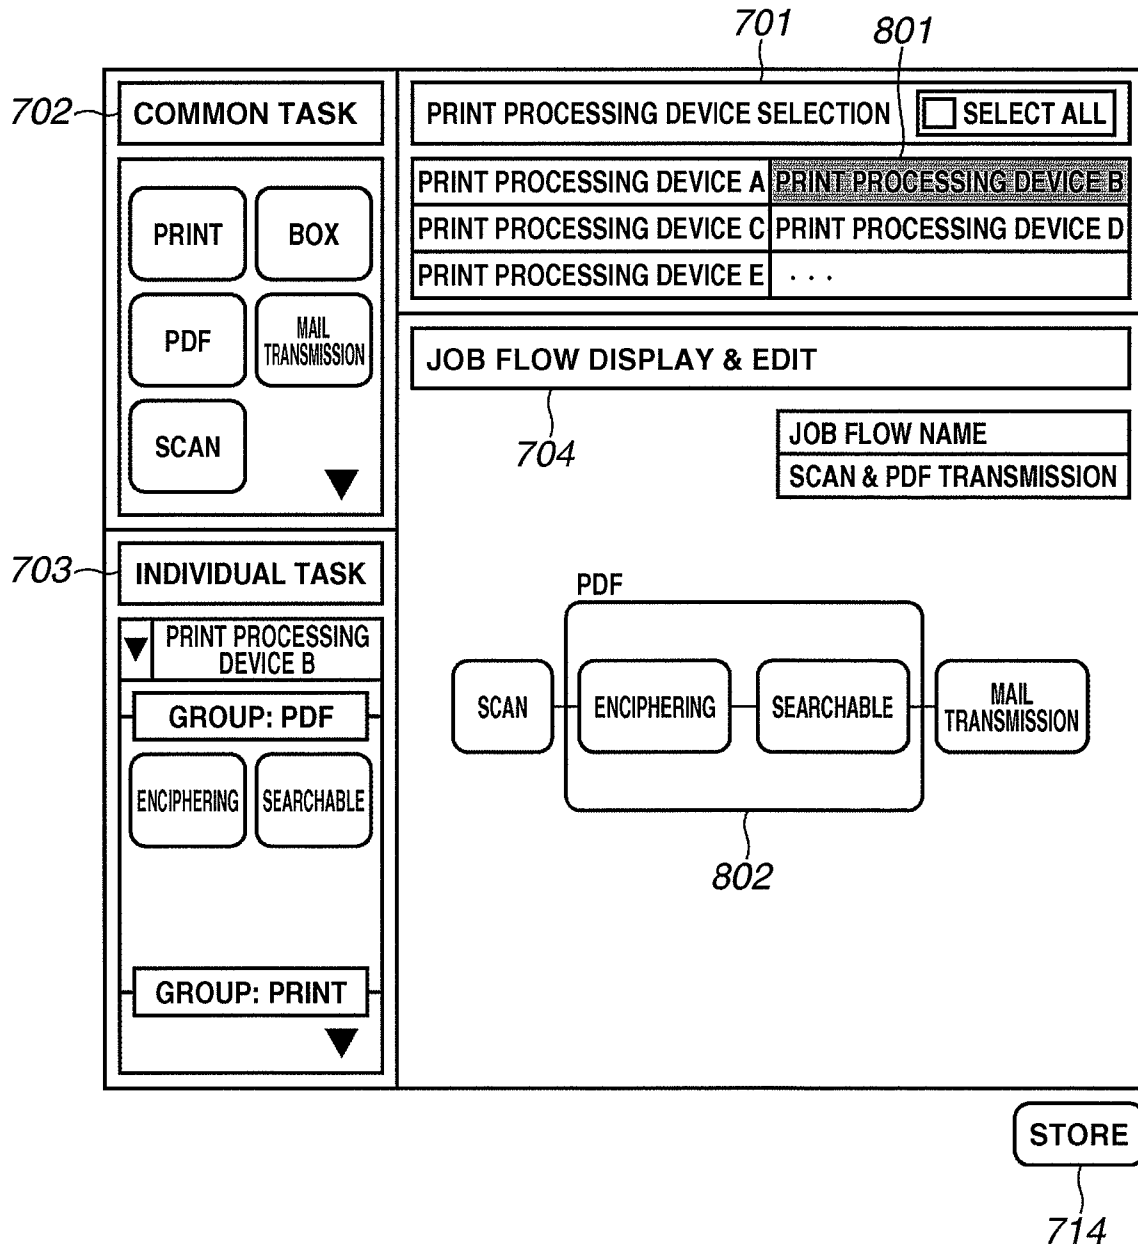 701
801
702
COMMON TASK
PRINT PROCESSING DEVICE SELECTION
SELECT ALL
PRINT PROCESSING DEVICE A
PRINT PROCESSING DEVICE B
PRINT PROCESSING DEVICE C
PRINT PROCESSING DEVICE D
PRINT PROCESSING DEVICE E
. . .
PRINT
BOX
PDF
MAIL
TRANSMISSION
SCAN
JOB FLOW DISPLAY & EDIT
704
JOB FLOW NAME
SCAN & PDF TRANSMISSION
703
INDIVIDUAL TASK
PRINT PROCESSING
DEVICE B
GROUP: PDF
ENCIPHERING
SEARCHABLE
GROUP: PRINT
PDF
SCAN
ENCIPHERING
SEARCHABLE
MAIL
TRANSMISSION
802
STORE
714